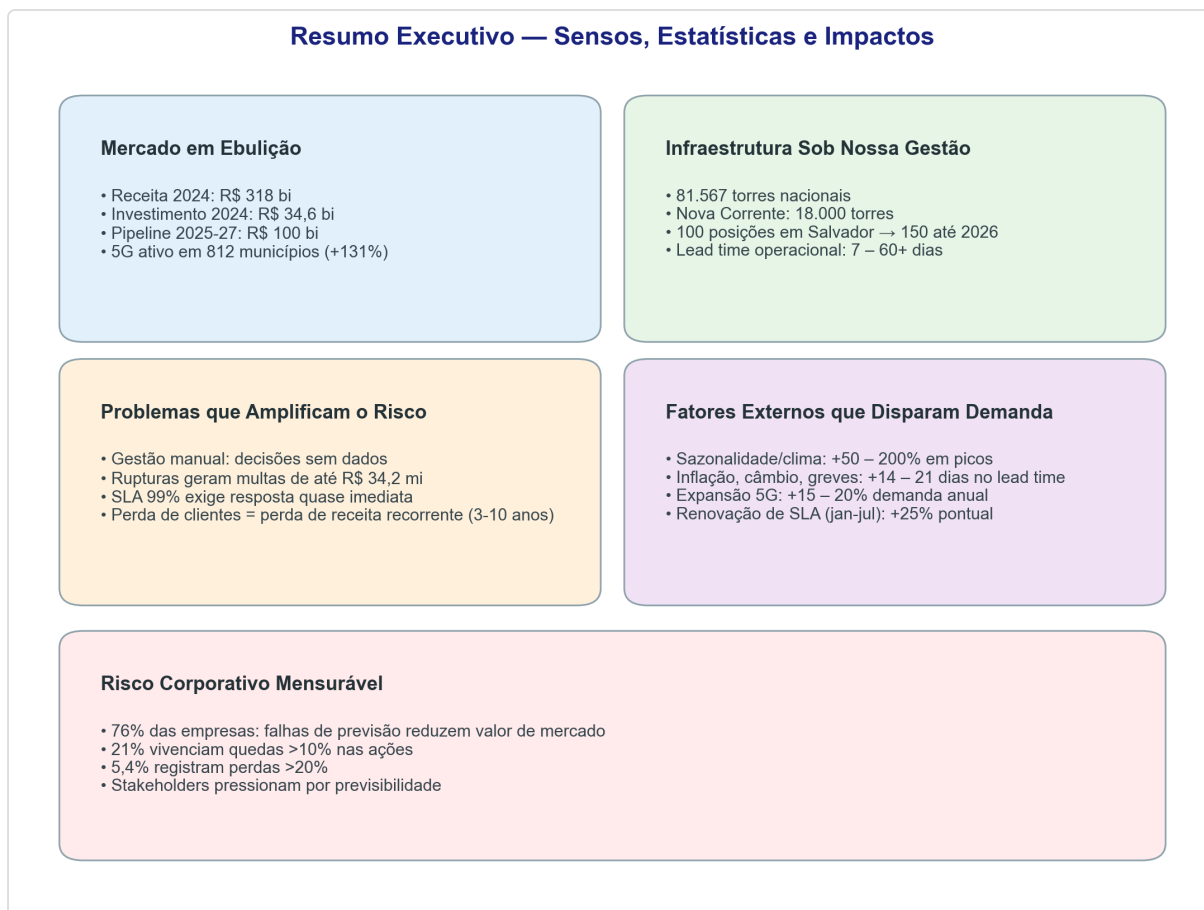 Resumo Executivo — Sensos, Estatísticas e Impactos
Mercado em Ebulição
• Receita 2024: R$ 318 bi
• Investimento 2024: R$ 34,6 bi
• Pipeline 2025-27: R$ 100 bi
• 5G ativo em 812 municípios (+131%)
Infraestrutura Sob Nossa Gestão
• 81.567 torres nacionais
• Nova Corrente: 18.000 torres
• 100 posições em Salvador → 150 até 2026
• Lead time operacional: 7 – 60+ dias
Problemas que Amplificam o Risco
• Gestão manual: decisões sem dados
• Rupturas geram multas de até R$ 34,2 mi
• SLA 99% exige resposta quase imediata
• Perda de clientes = perda de receita recorrente (3-10 anos)
Fatores Externos que Disparam Demanda
• Sazonalidade/clima: +50 – 200% em picos
• Inflação, câmbio, greves: +14 – 21 dias no lead time
• Expansão 5G: +15 – 20% demanda anual
• Renovação de SLA (jan-jul): +25% pontual
Risco Corporativo Mensurável
• 76% das empresas: falhas de previsão reduzem valor de mercado
• 21% vivenciam quedas >10% nas ações
• 5,4% registram perdas >20%
• Stakeholders pressionam por previsibilidade